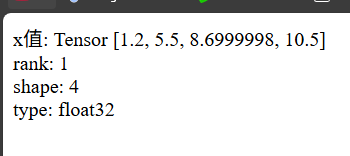 x值: Tensor [1.2, 5.5, 8.6999998, 10.5]
rank: 1
shape: 4
type: float32